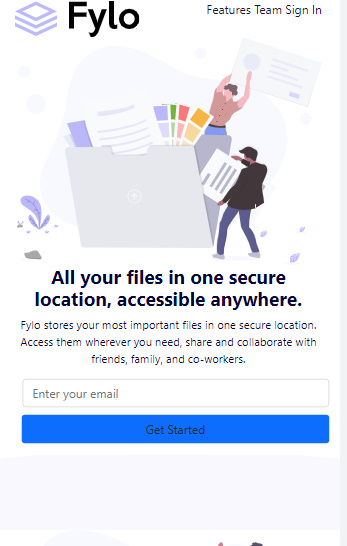 Fylo
Features Team Sign In
All your files in one secure
location, accessible anywhere.
Fylo stores your most important files in one secure location.
Access them wherever you need, share and collaborate with
friends, family, and co-workers.
Enter your email
Get Started